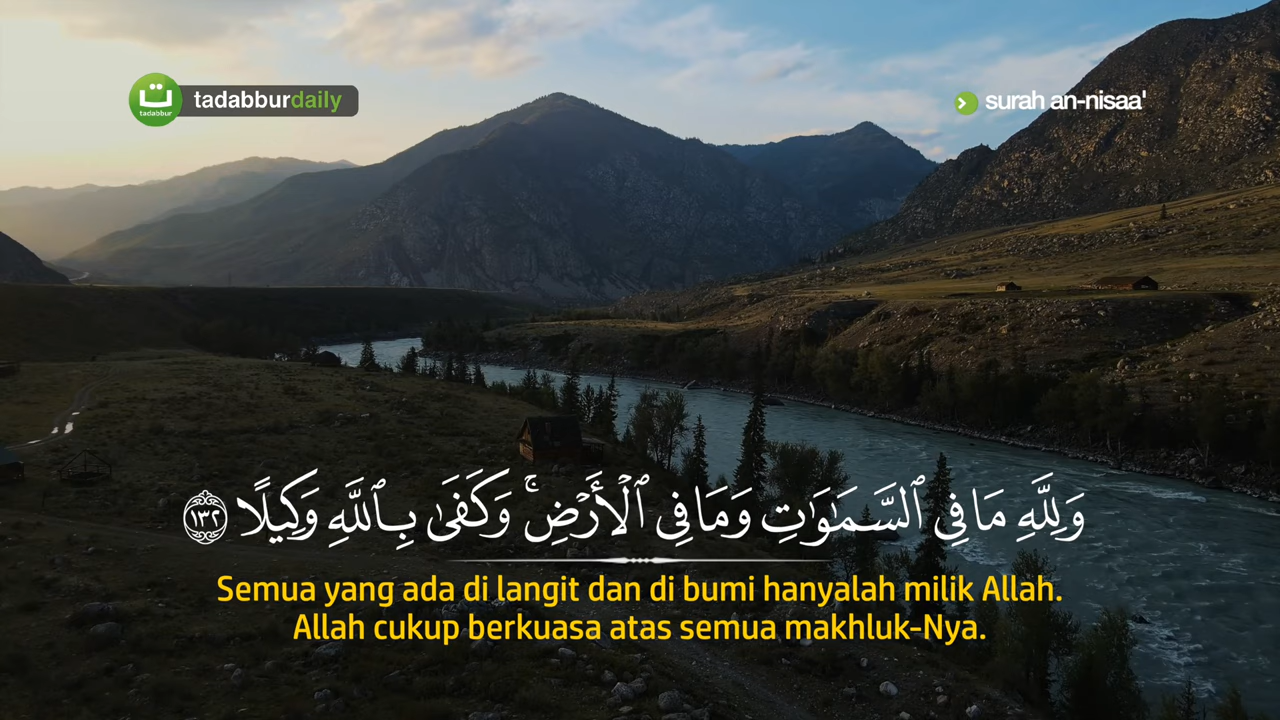 ت
tadabbur
tadabburdaily
surah an-nisaa'
وَلِلَّهِ مَا فِي ٱلسَّمَـٰوَٰتِ وَمَا فِي ٱلْأَرْضِ ۚ وَكَفَىٰ بِٱللَّهِ وَكِيلًا ١٣٢
Semua yang ada di langit dan di bumi hanyalah milik Allah.
Allah cukup berkuasa atas semua makhluk-Nya.